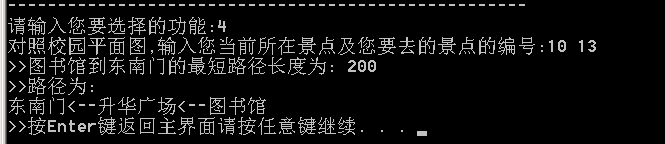 --------------------------------------------------
请输入您要选择的功能:4
对照校园平面图,输入您当前所在景点及您要去的景点的编号:10 13
>>图书馆到东南门的最短路径长度为: 200
>>路径为:
东南门<--升华广场<--图书馆
>>按Enter键返回主界面请按任意键继续. . .